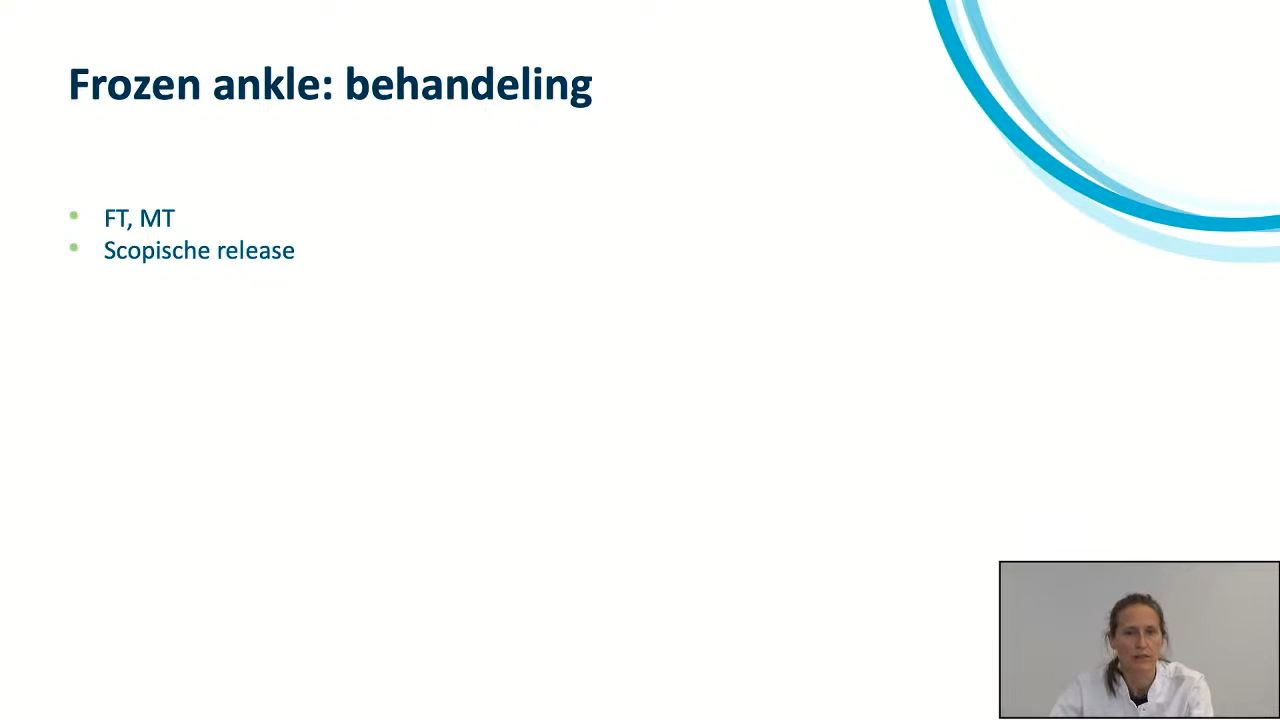 Frozen ankle: behandeling
• FT, MT
• Scopische release